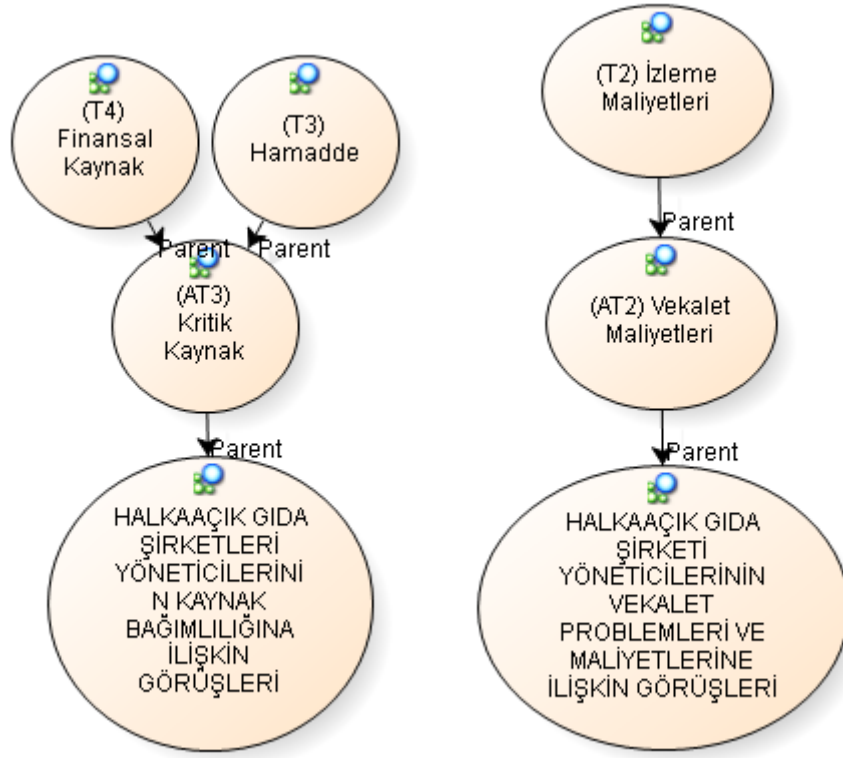 (T4)
Finansal
Kaynak
(T3)
Hamadde
Parent
Parent
(AT3)
Kritik
Kaynak
Parent
HALKAAÇIK GIDA
ŞİRKETLERİ
YÖNETİCİLERİNİ
N KAYNAK
BAĞIMLILIĞINA
İLİŞKİN
GÖRÜŞLERİ
(T2) İzleme
Maliyetleri
Parent
(AT2) Vekalet
Maliyetleri
Parent
HALKAAÇIK GIDA
ŞİRKETİ
YÖNETİCİLERİNİN
VEKALET
PROBLEMLERİ VE
MALİYETLERİNE
İLİŞKİN GÖRÜŞLERİ